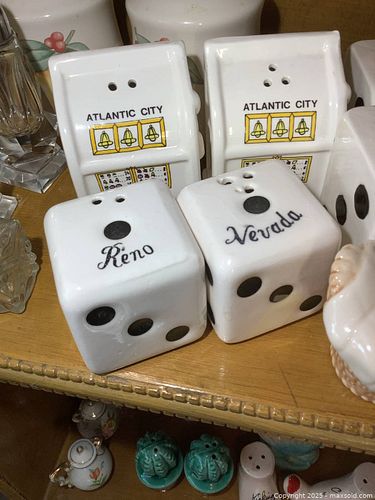 ATLANTIC CITY
ATLANTIC CITY
Reno
Nevada
Copyright 2025 - maxsold.com